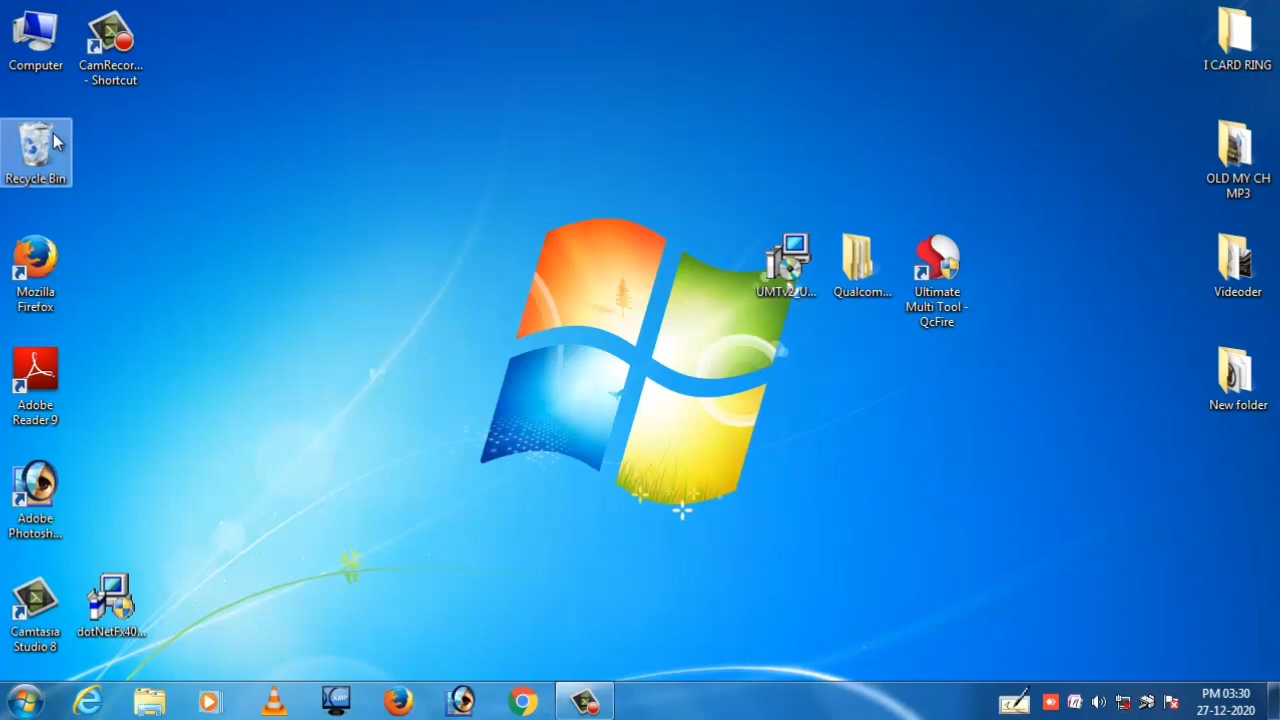 Computer
CamRecor...
- Shortcut
I CARD RING
Recycle Bin
OLD MY CH
MP3
Mozilla
Firefox
UMTv2_U...
Qualcom...
Ultimate
Multi Tool -
QcFire
Videoder
Adobe
Reader 9
New folder
Adobe
Photosh...
Camtasia
Studio 8
dotNetFx40...
KMP
PM 03:30
27-12-2020